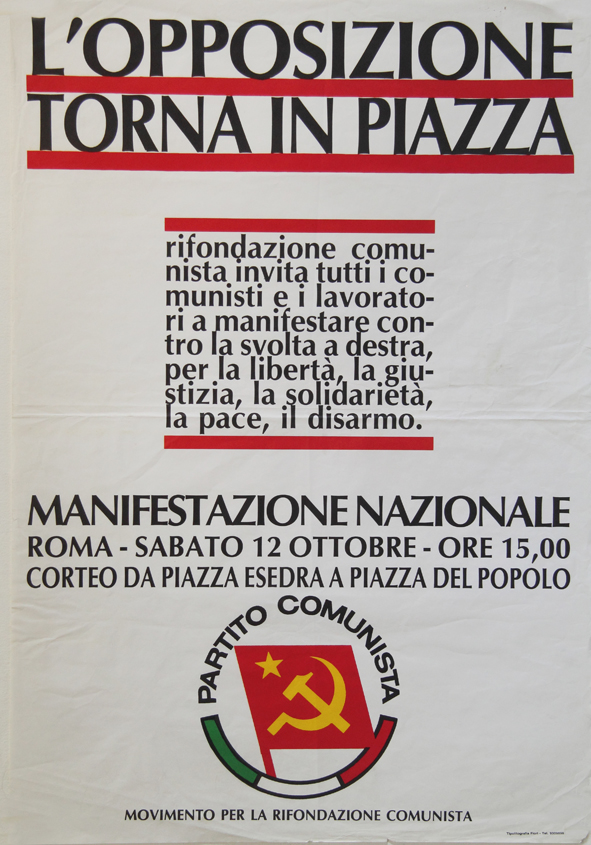 L'OPPOSIZIONE
TORNA IN PIAZZA
rifondazione comu-
nista invita tutti i co-
munisti e i lavorato-
ri a manifestare con-
tro la svolta a destra,
per la libertà, la giu-
stizia, la solidarietà,
la pace, il disarmo.
MANIFESTAZIONE NAZIONALE
ROMA - SABATO 12 OTTOBRE - ORE 15,00
CORTEO DA PIAZZA ESEDRA A PIAZZA DEL POPOLO
PARTITO COMUNISTA
MOVIMENTO PER LA RIFONDAZIONE COMUNISTA